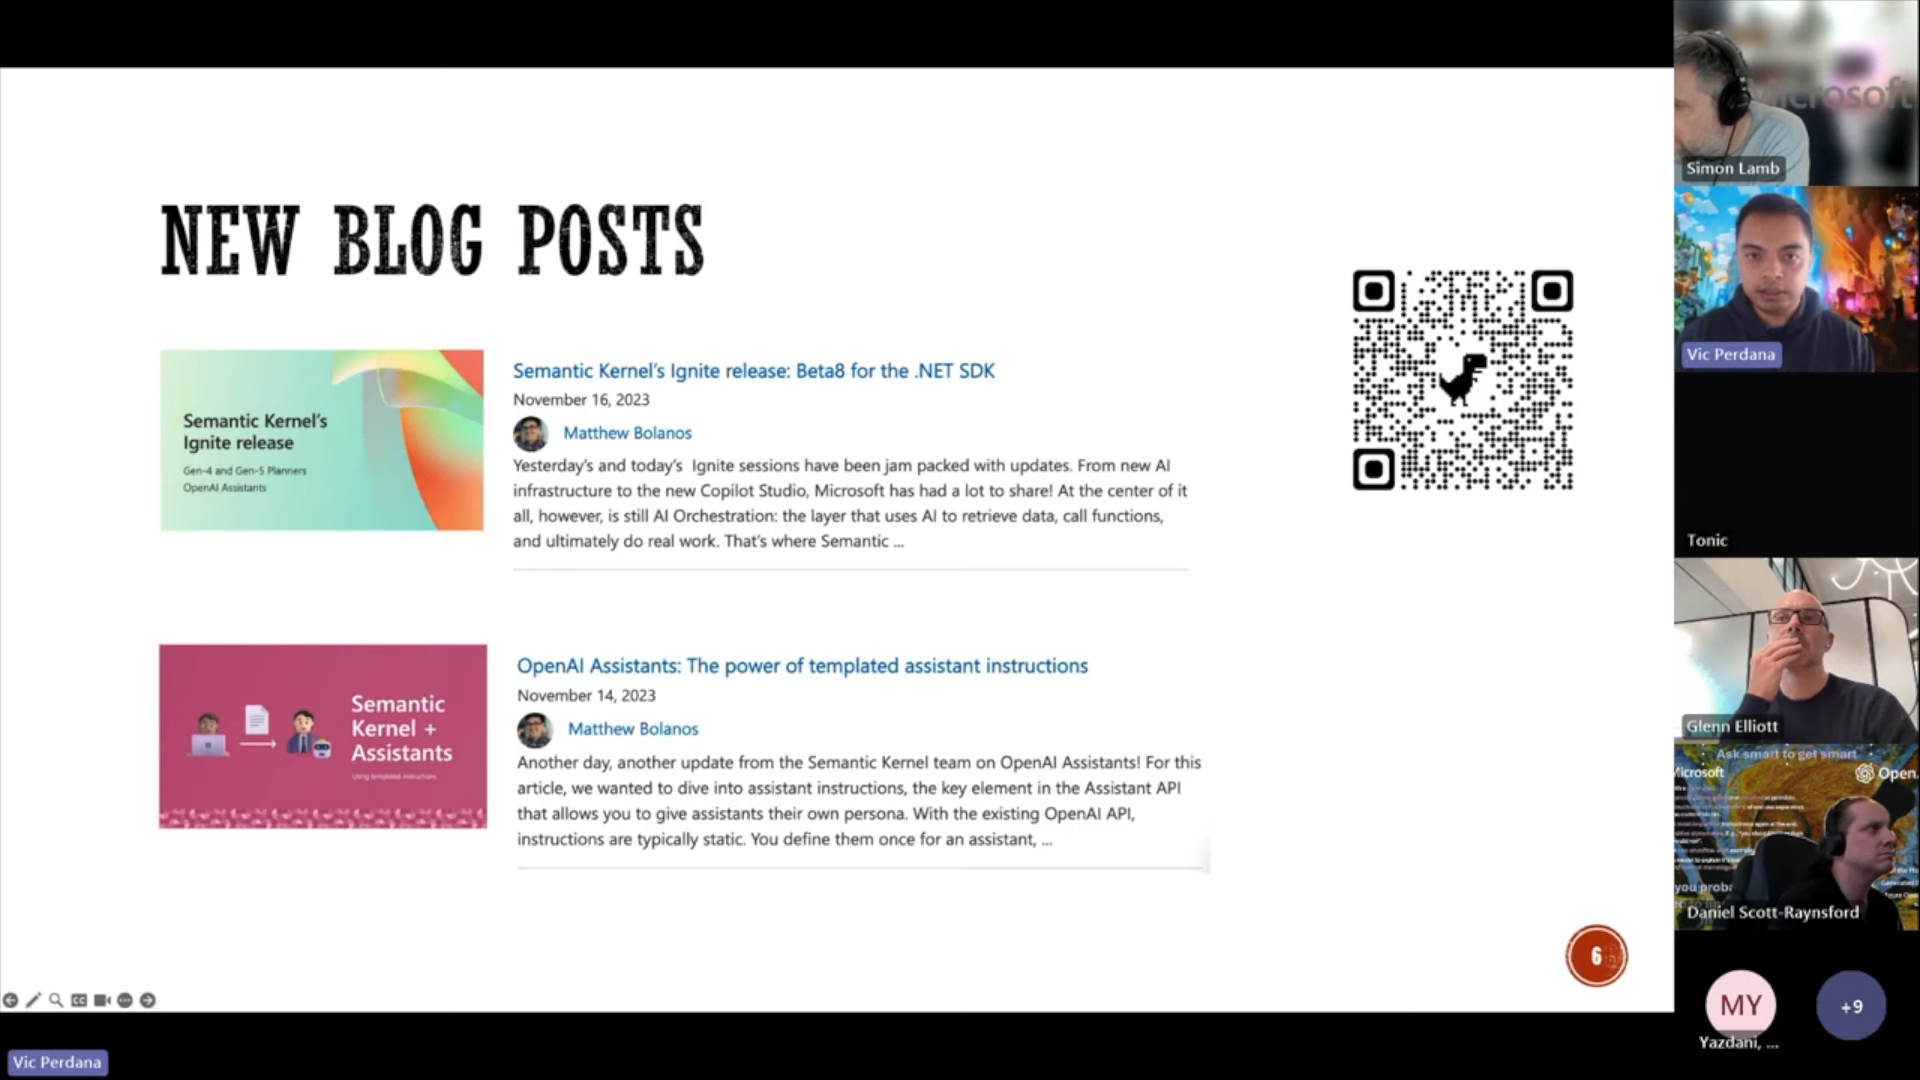 NEW BLOG POSTS
Semantic Kernel's
Ignite release
Gen-4 and Gen-5 Planners
OpenAI Assistants
Semantic Kernel's Ignite release: Beta8 for the .NET SDK
November 16, 2023
Matthew Bolanos
Yesterday's and today's Ignite sessions have been jam packed with updates. From new AI
infrastructure to the new Copilot Studio, Microsoft has had a lot to share! At the center of it
all, however, is still AI Orchestration: the layer that uses AI to retrieve data, call functions,
and ultimately do real work. That's where Semantic ...
Semantic
Kernel +
Assistants
Using templated instructions
OpenAI Assistants: The power of templated assistant instructions
November 14, 2023
Matthew Bolanos
Another day, another update from the Semantic Kernel team on OpenAI Assistants! For this
article, we wanted to dive into assistant instructions, the key element in the Assistant API
that allows you to give assistants their own persona. With the existing OpenAI API,
instructions are typically static. You define them once for an assistant, ...
6
CC
Vic Perdana
Microsoft
Simon Lamb
Vic Perdana
Tonic
Glenn Elliott
Ask smart to get smart
Microsoft
Open
you prob
Daniel Scott-Raynsford
MY
Yazdani, ...
+9